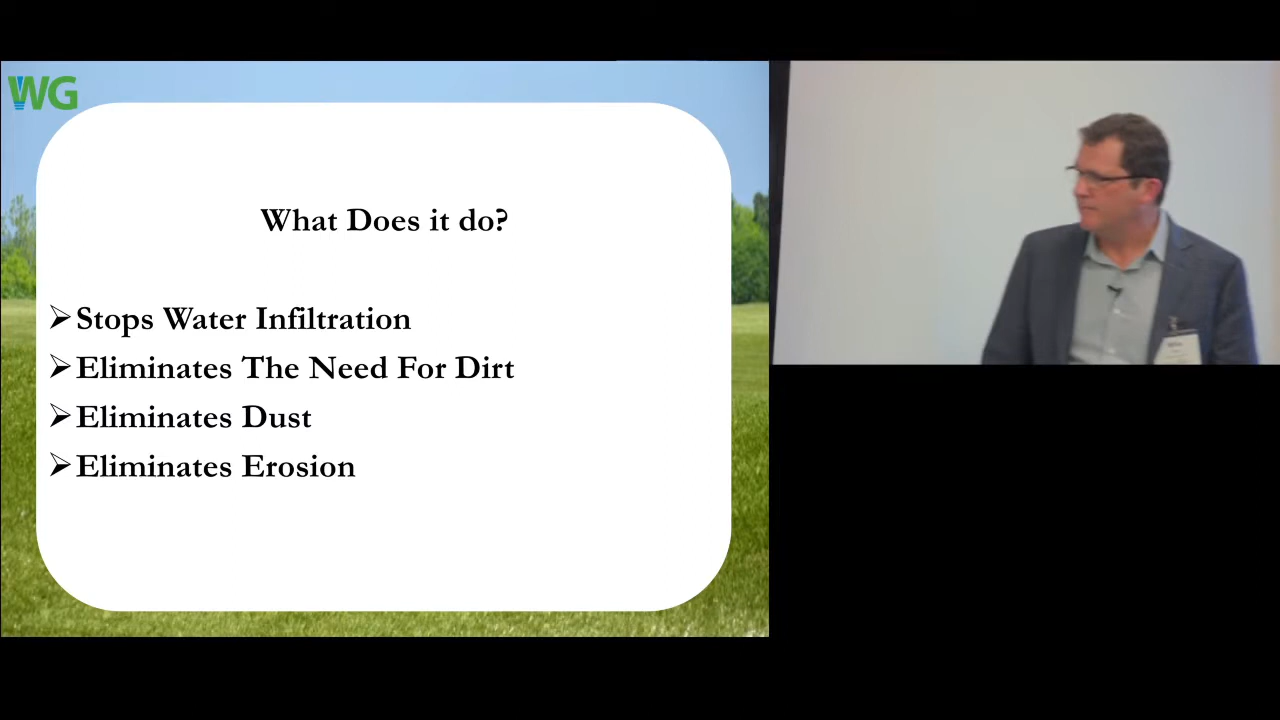 WG
What Does it do?
Stops Water Infiltration
Eliminates The Need For Dirt
Eliminates Dust
Eliminates Erosion